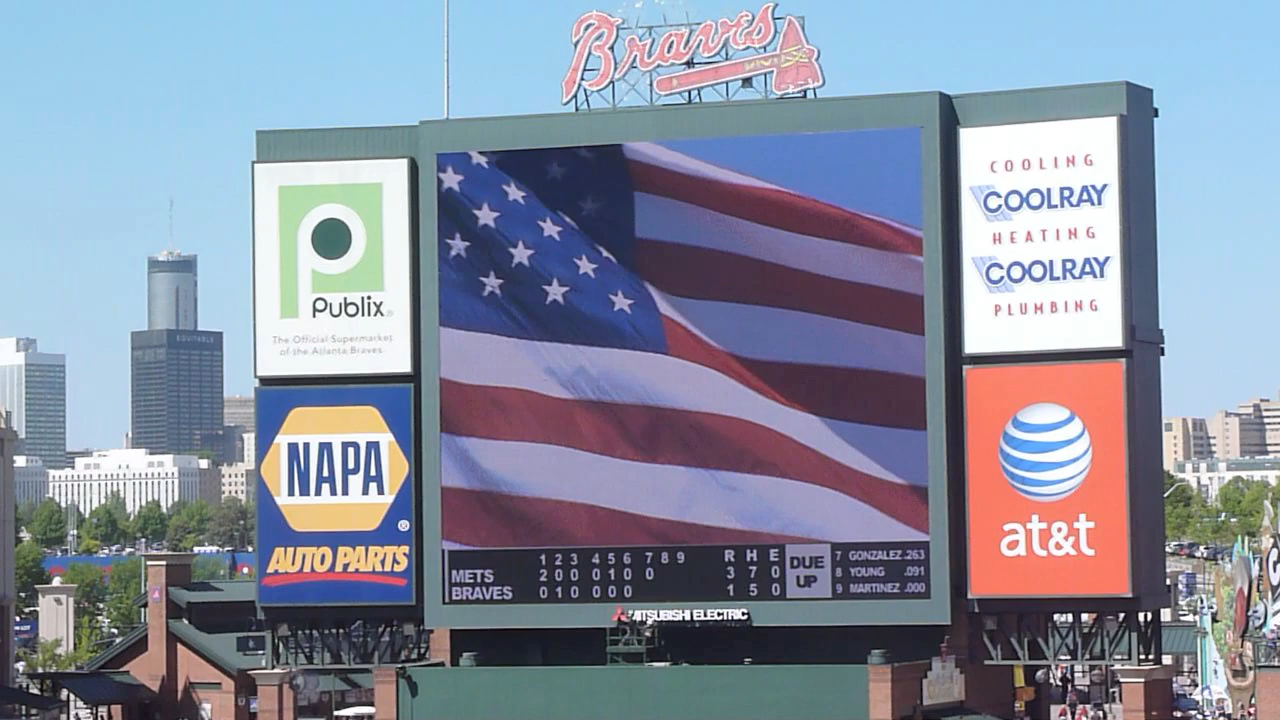 Braves
EQUITABLE
Publix
The Official Supermarket
of the Atlanta Braves
NAPA
®
AUTO PARTS
COOLING
COOLRAY
HEATING
COOLRAY
PLUMBING
at&t
1 2 3 4 5 6 7 8 9 R H E
METS 2 0 0 0 1 0 0 3 7 0
BRAVES 0 1 0 0 0 0 1 5 0
DUE
UP
7 GONZALEZ .263
8 YOUNG .091
9 MARTINEZ .000
MITSUBISHI ELECTRIC